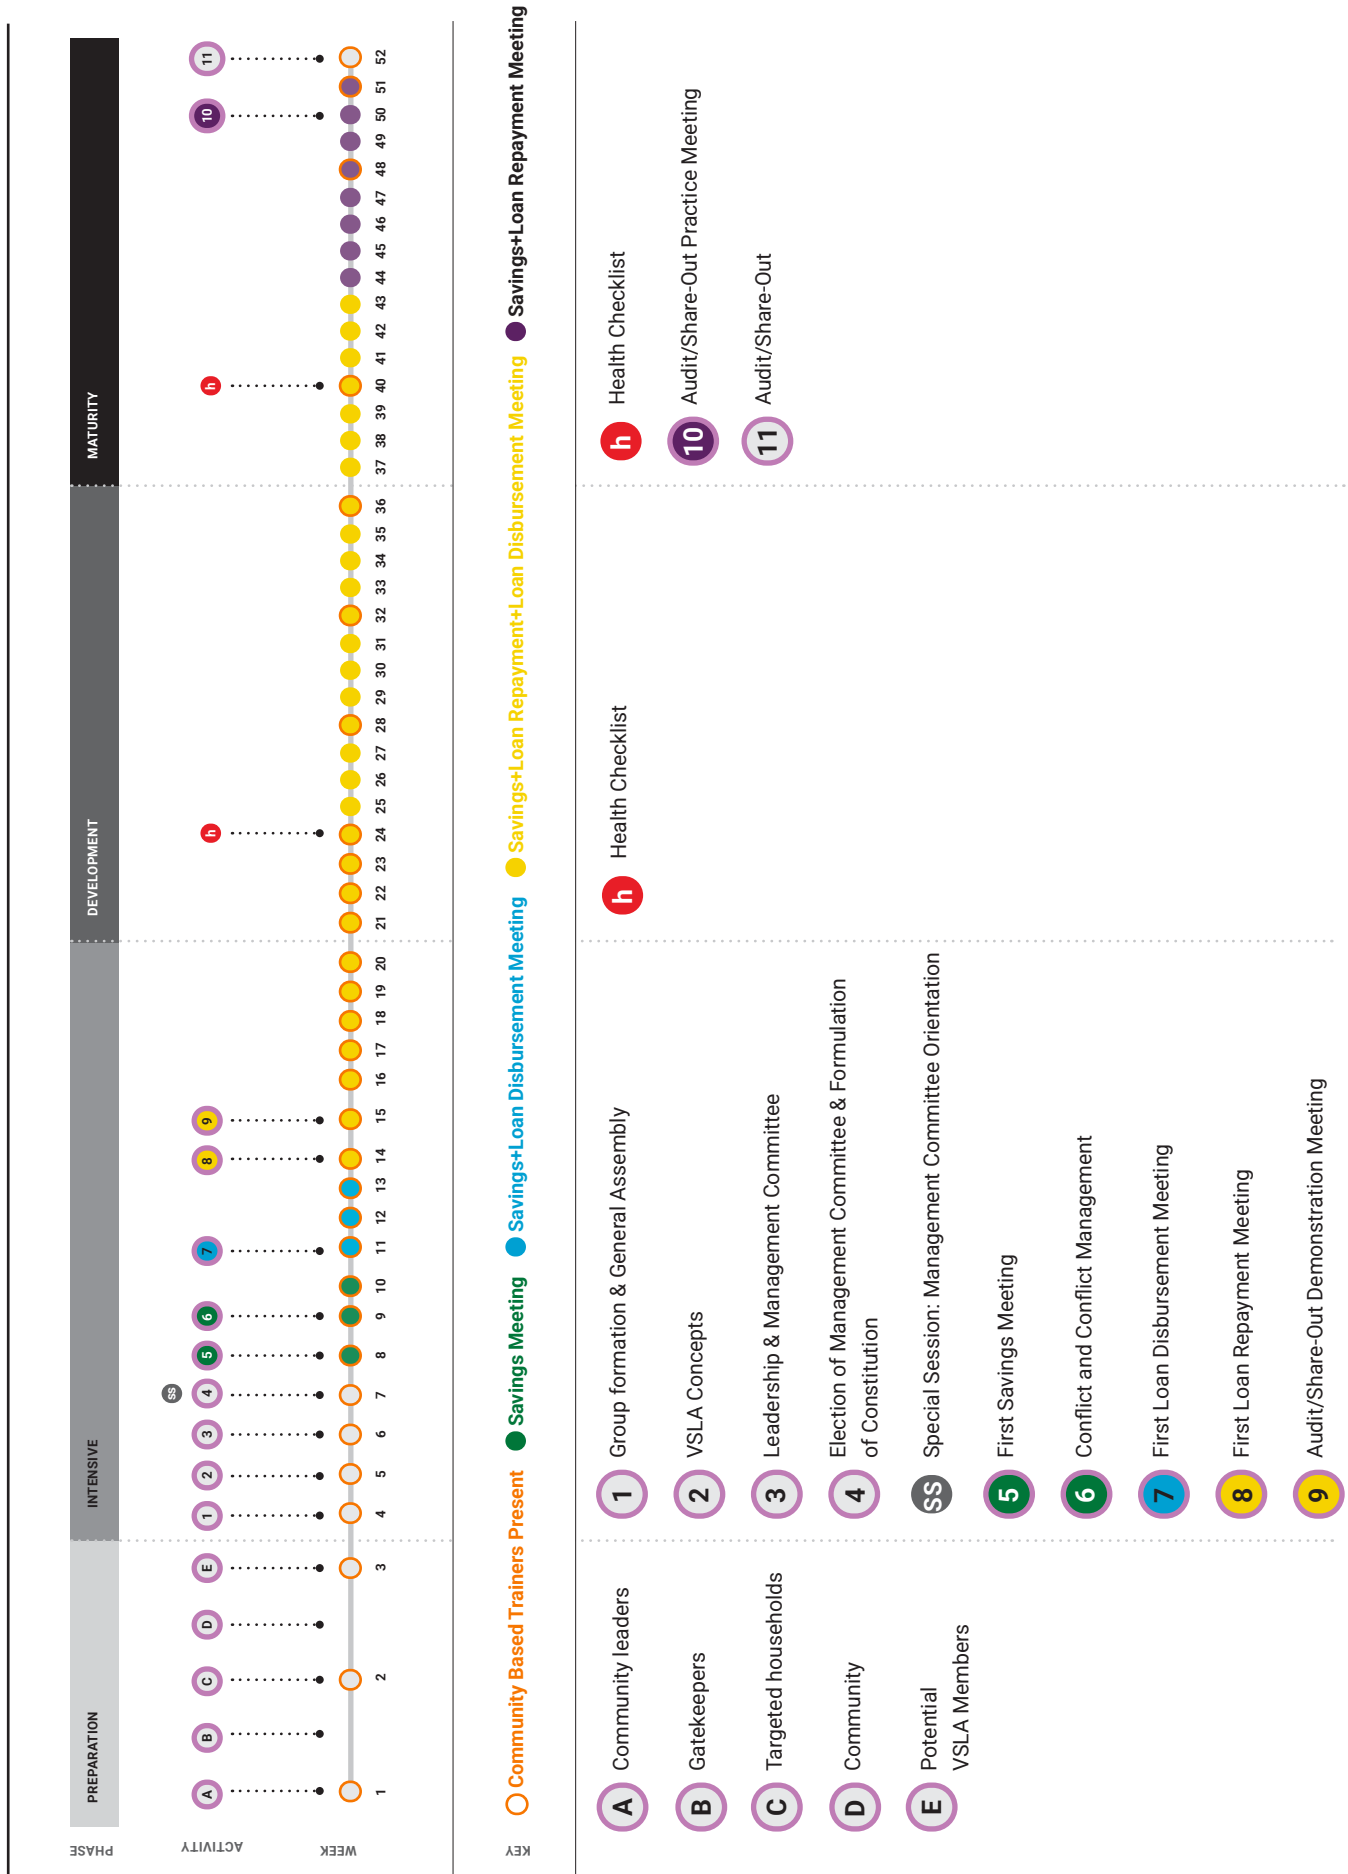 PHASE
PREPARATION
INTENSIVE
DEVELOPMENT
MATURITY
ACTIVITY
A
B
C
D
E
1
2
3
4
SS
5
6
7
8
9
h
h
10
11
WEEK
1
2
3
4
5
6
7
8
9
10
11
12
13
14
15
16
17
18
19
20
21
22
23
24
25
26
27
28
29
30
31
32
33
34
35
36
37
38
39
40
41
42
43
44
45
46
47
48
49
50
51
52
KEY
Community Based Trainers Present
Savings Meeting
Savings+Loan Disbursement Meeting
Savings+Loan Repayment+Loan Disbursement Meeting
Savings+Loan Repayment Meeting
A Community leaders
B Gatekeepers
C Targeted households
D Community
E Potential
VSLA Members
1 Group formation & General Assembly
2 VSLA Concepts
3 Leadership & Management Committee
4 Election of Management Committee & Formulation
of Constitution
SS Special Session: Management Committee Orientation
5 First Savings Meeting
6 Conflict and Conflict Management
7 First Loan Disbursement Meeting
8 First Loan Repayment Meeting
9 Audit/Share-Out Demonstration Meeting
h Health Checklist
h Health Checklist
10 Audit/Share-Out Practice Meeting
11 Audit/Share-Out